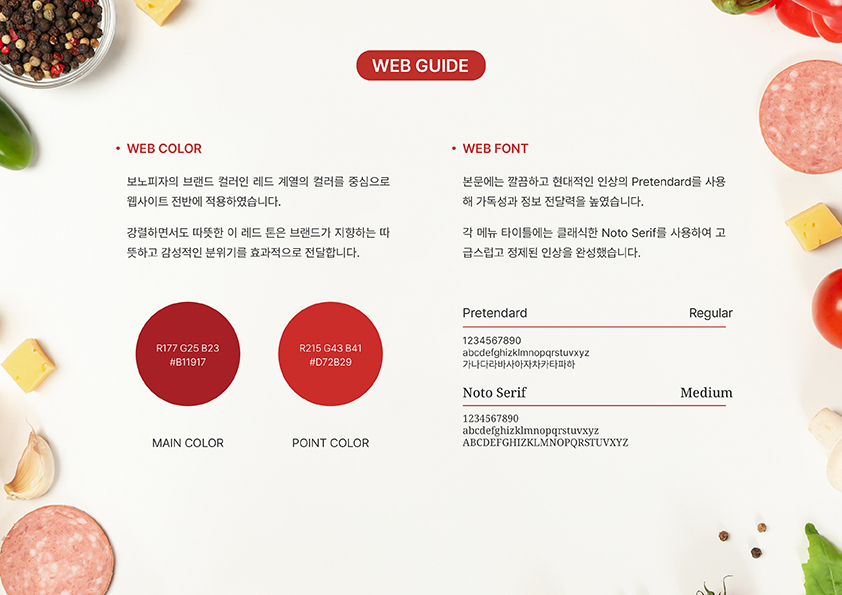 WEB GUIDE
• WEB COLOR
보노피자의 브랜드 컬러인 레드 계열의 컬러를 중심으로
웹사이트 전반에 적용하였습니다.
강렬하면서도 따뜻한 이 레드 톤은 브랜드가 지향하는 따
뜻하고 감성적인 분위기를 효과적으로 전달합니다.
R177 G25 B23
#B11917
R215 G43 B41
#D72B29
MAIN COLOR
POINT COLOR
• WEB FONT
본문에는 깔끔하고 현대적인 인상의 Pretendard를 사용
해 가독성과 정보 전달력을 높였습니다.
각 메뉴 타이틀에는 클래식한 Noto Serif를 사용하여 고
급스럽고 정제된 인상을 완성했습니다.
Pretendard Regular
1234567890
abcdefghizklmnopqrstuvxyz
가나다라바사아자차카타파하
Noto Serif Medium
1234567890
abcdefghizklmnopqrstuvxyz
ABCDEFGHIZKLMNOPQRSTUVXYZ